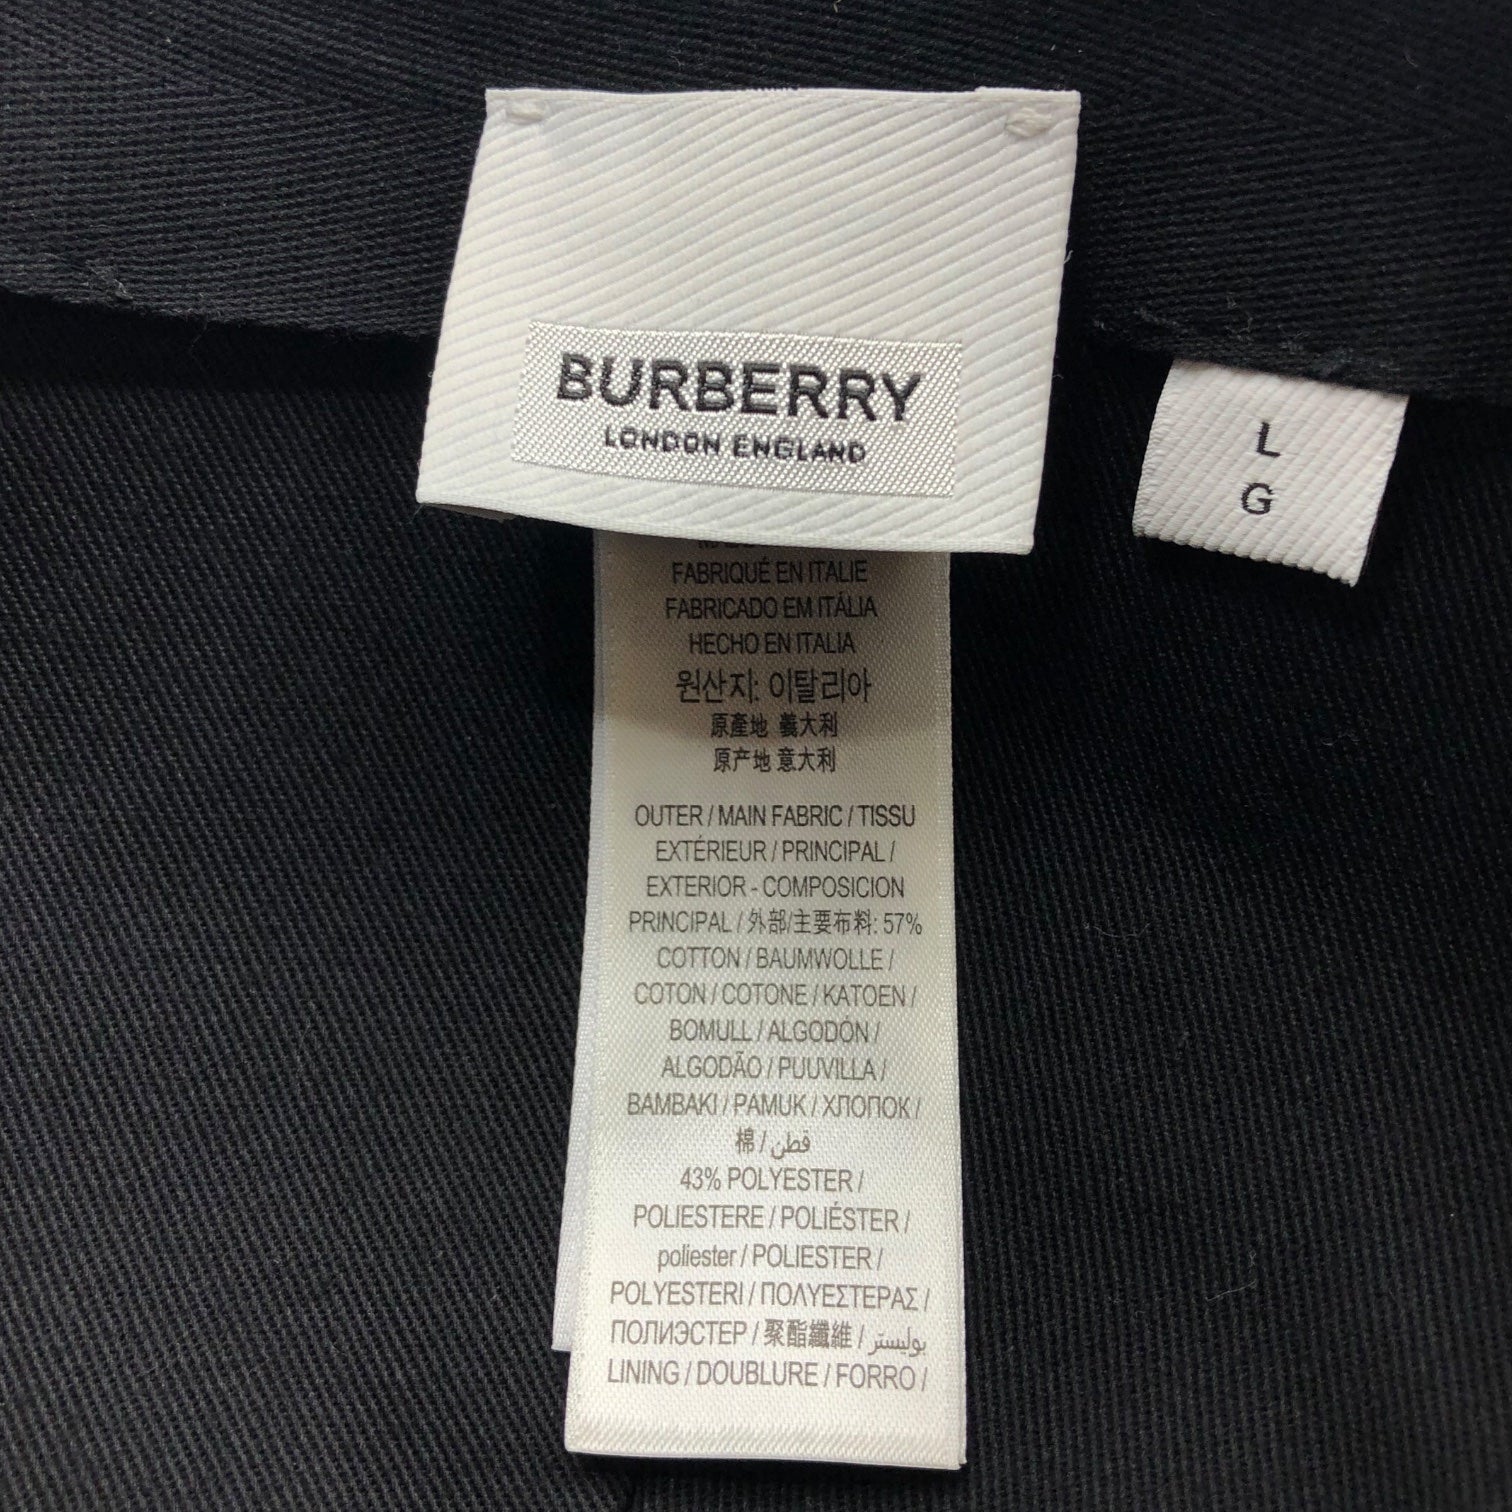 BURBERRY
LONDON ENGLAND
L
G
FABRIQUÉ EN ITALIE
FABRICADO EM ITÁLIA
HECHO EN ITALIA
원산지: 이탈리아
原產地 義大利
原产地 意大利
OUTER / MAIN FABRIC / TISSU
EXTÉRIEUR / PRINCIPAL /
EXTERIOR - COMPOSICION
PRINCIPAL / 外部/主要布料: 57%
COTTON / BAUMWOLLE /
COTON / COTONE / KATOEN /
BOMULL / ALGODÓN /
ALGODÃO / PUUVILLA /
BAMBAKI / PAMUK / ХЛОПОК /
棉 / قطن
43% POLYESTER /
POLIESTERE / POLIÉSTER /
poliester / POLIESTER /
POLYESTERI / ΠΟΛΥΕΣΤΕΡΑΣ /
ПОЛИЭСТЕР / 聚酯纖維 / بوليستر
LINING / DOUBLURE / FORRO /